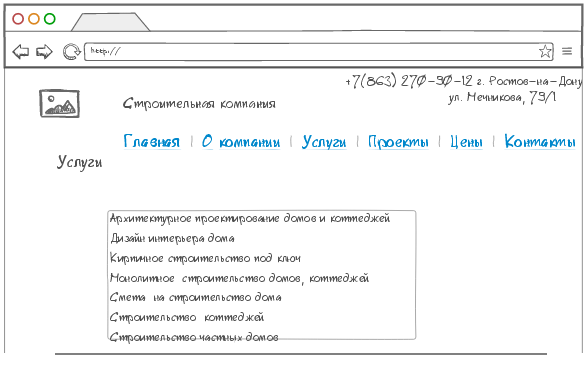 http://
+7(863) 270-90-12 г. Ростов-на-Дону
ул. Мечникова, 79/1
Строительная компания
Главная | О компании | Услуги | Проекты | Цены | Контакты
Услуги
Архитектурное проектирование домов и коттеджей
Дизайн интерьера дома
Кирпичное строительство под ключ
Монолитное строительство домов, коттеджей
Смета на строительство дома
Строительство коттеджей
Строительство частных домов